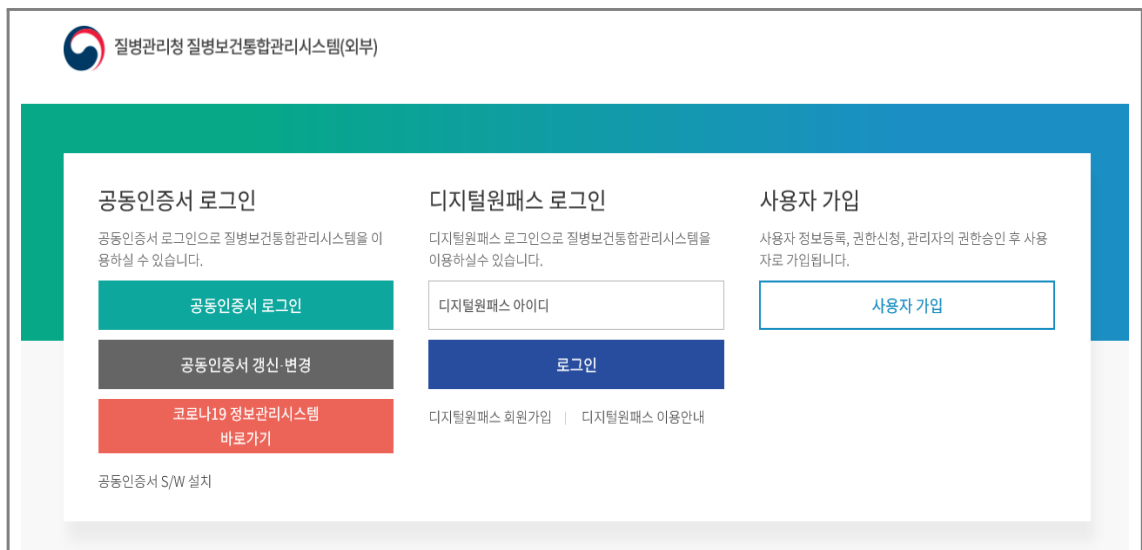 질병관리청 질병보건통합관리시스템(외부)
공동인증서 로그인
공동인증서 로그인으로 질병보건통합관리시스템을 이
용하실 수 있습니다.
공동인증서 로그인
공동인증서 갱신·변경
코로나19 정보관리시스템
바로가기
공동인증서 S/W 설치
디지털원패스 로그인
디지털원패스 로그인으로 질병보건통합관리시스템을
이용하실수 있습니다.
디지털원패스 아이디
로그인
디지털원패스 회원가입 | 디지털원패스 이용안내
사용자 가입
사용자 정보등록, 권한신청, 관리자의 권한승인 후 사용
자로 가입됩니다.
사용자 가입